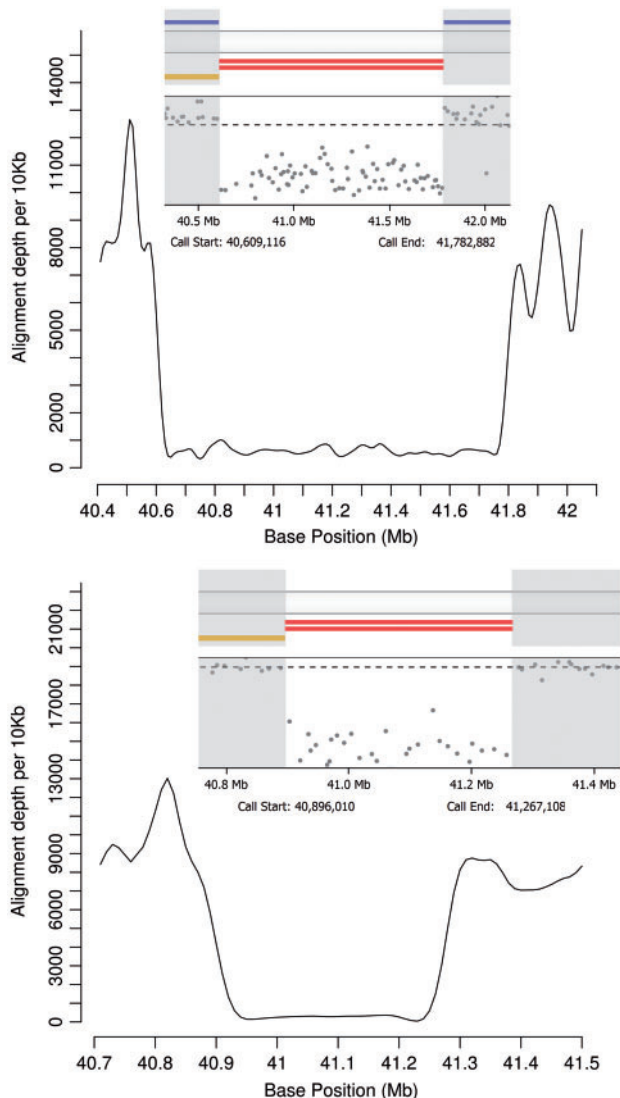 14000
11000
8000
6000
4000
2000
0
Alignment depth per 10Kb
40.5 Mb 41.0 Mb 41.5 Mb 42.0 Mb
Call Start: 40,609,116 Call End: 41,782,882
40.4 40.6 40.8 41 41.2 41.4 41.6 41.8 42
Base Position (Mb)
21000
17000
13000
9000
6000
3000
0
Alignment depth per 10Kb
40.8 Mb 41.0 Mb 41.2 Mb 41.4 Mb
Call Start: 40,896,010 Call End: 41,267,108
40.7 40.8 40.9 41 41.1 41.2 41.3 41.4 41.5
Base Position (Mb)